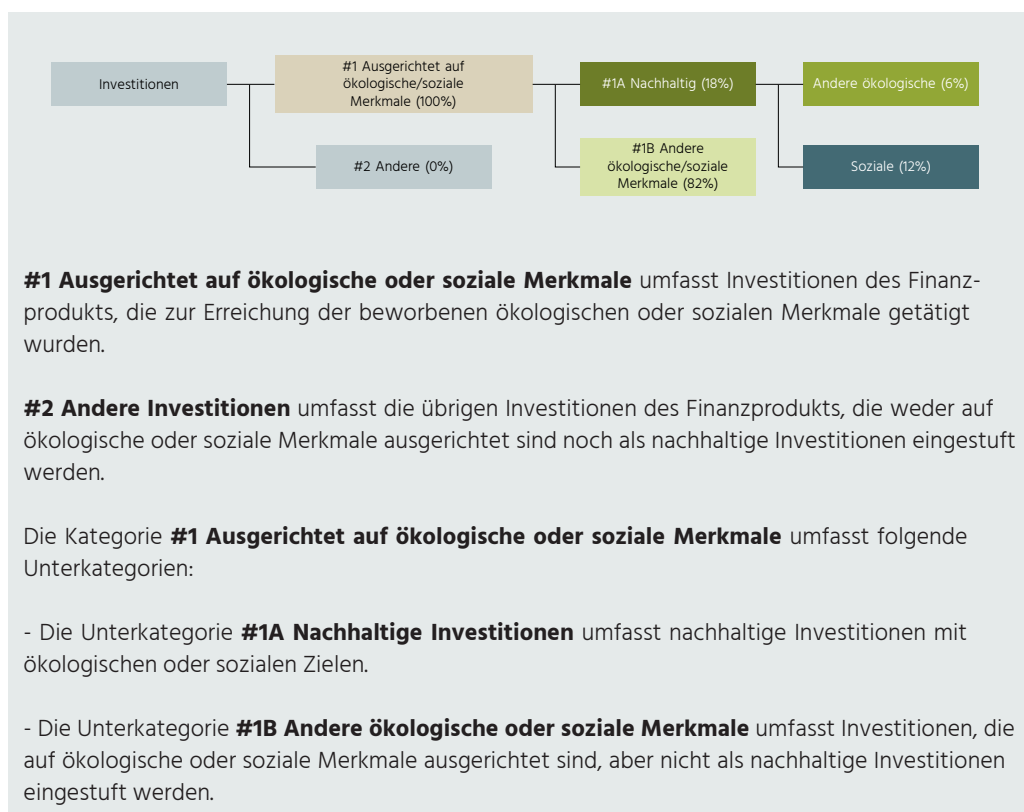 Investitionen
#1 Ausgerichtet auf
ökologische/soziale
Merkmale (100%)
#2 Andere (0%)
#1A Nachhaltig (18%)
#1B Andere
ökologische/soziale
Merkmale (82%)
Andere ökologische (6%)
Soziale (12%)
#1 Ausgerichtet auf ökologische oder soziale Merkmale umfasst Investitionen des Finanz-
produkts, die zur Erreichung der beworbenen ökologischen oder sozialen Merkmale getätigt
wurden.
#2 Andere Investitionen umfasst die übrigen Investitionen des Finanzprodukts, die weder auf
ökologische oder soziale Merkmale ausgerichtet sind noch als nachhaltige Investitionen eingestuft
werden.
Die Kategorie #1 Ausgerichtet auf ökologische oder soziale Merkmale umfasst folgende
Unterkategorien:
- Die Unterkategorie #1A Nachhaltige Investitionen umfasst nachhaltige Investitionen mit
ökologischen oder sozialen Zielen.
- Die Unterkategorie #1B Andere ökologische oder soziale Merkmale umfasst Investitionen, die
auf ökologische oder soziale Merkmale ausgerichtet sind, aber nicht als nachhaltige Investitionen
eingestuft werden.